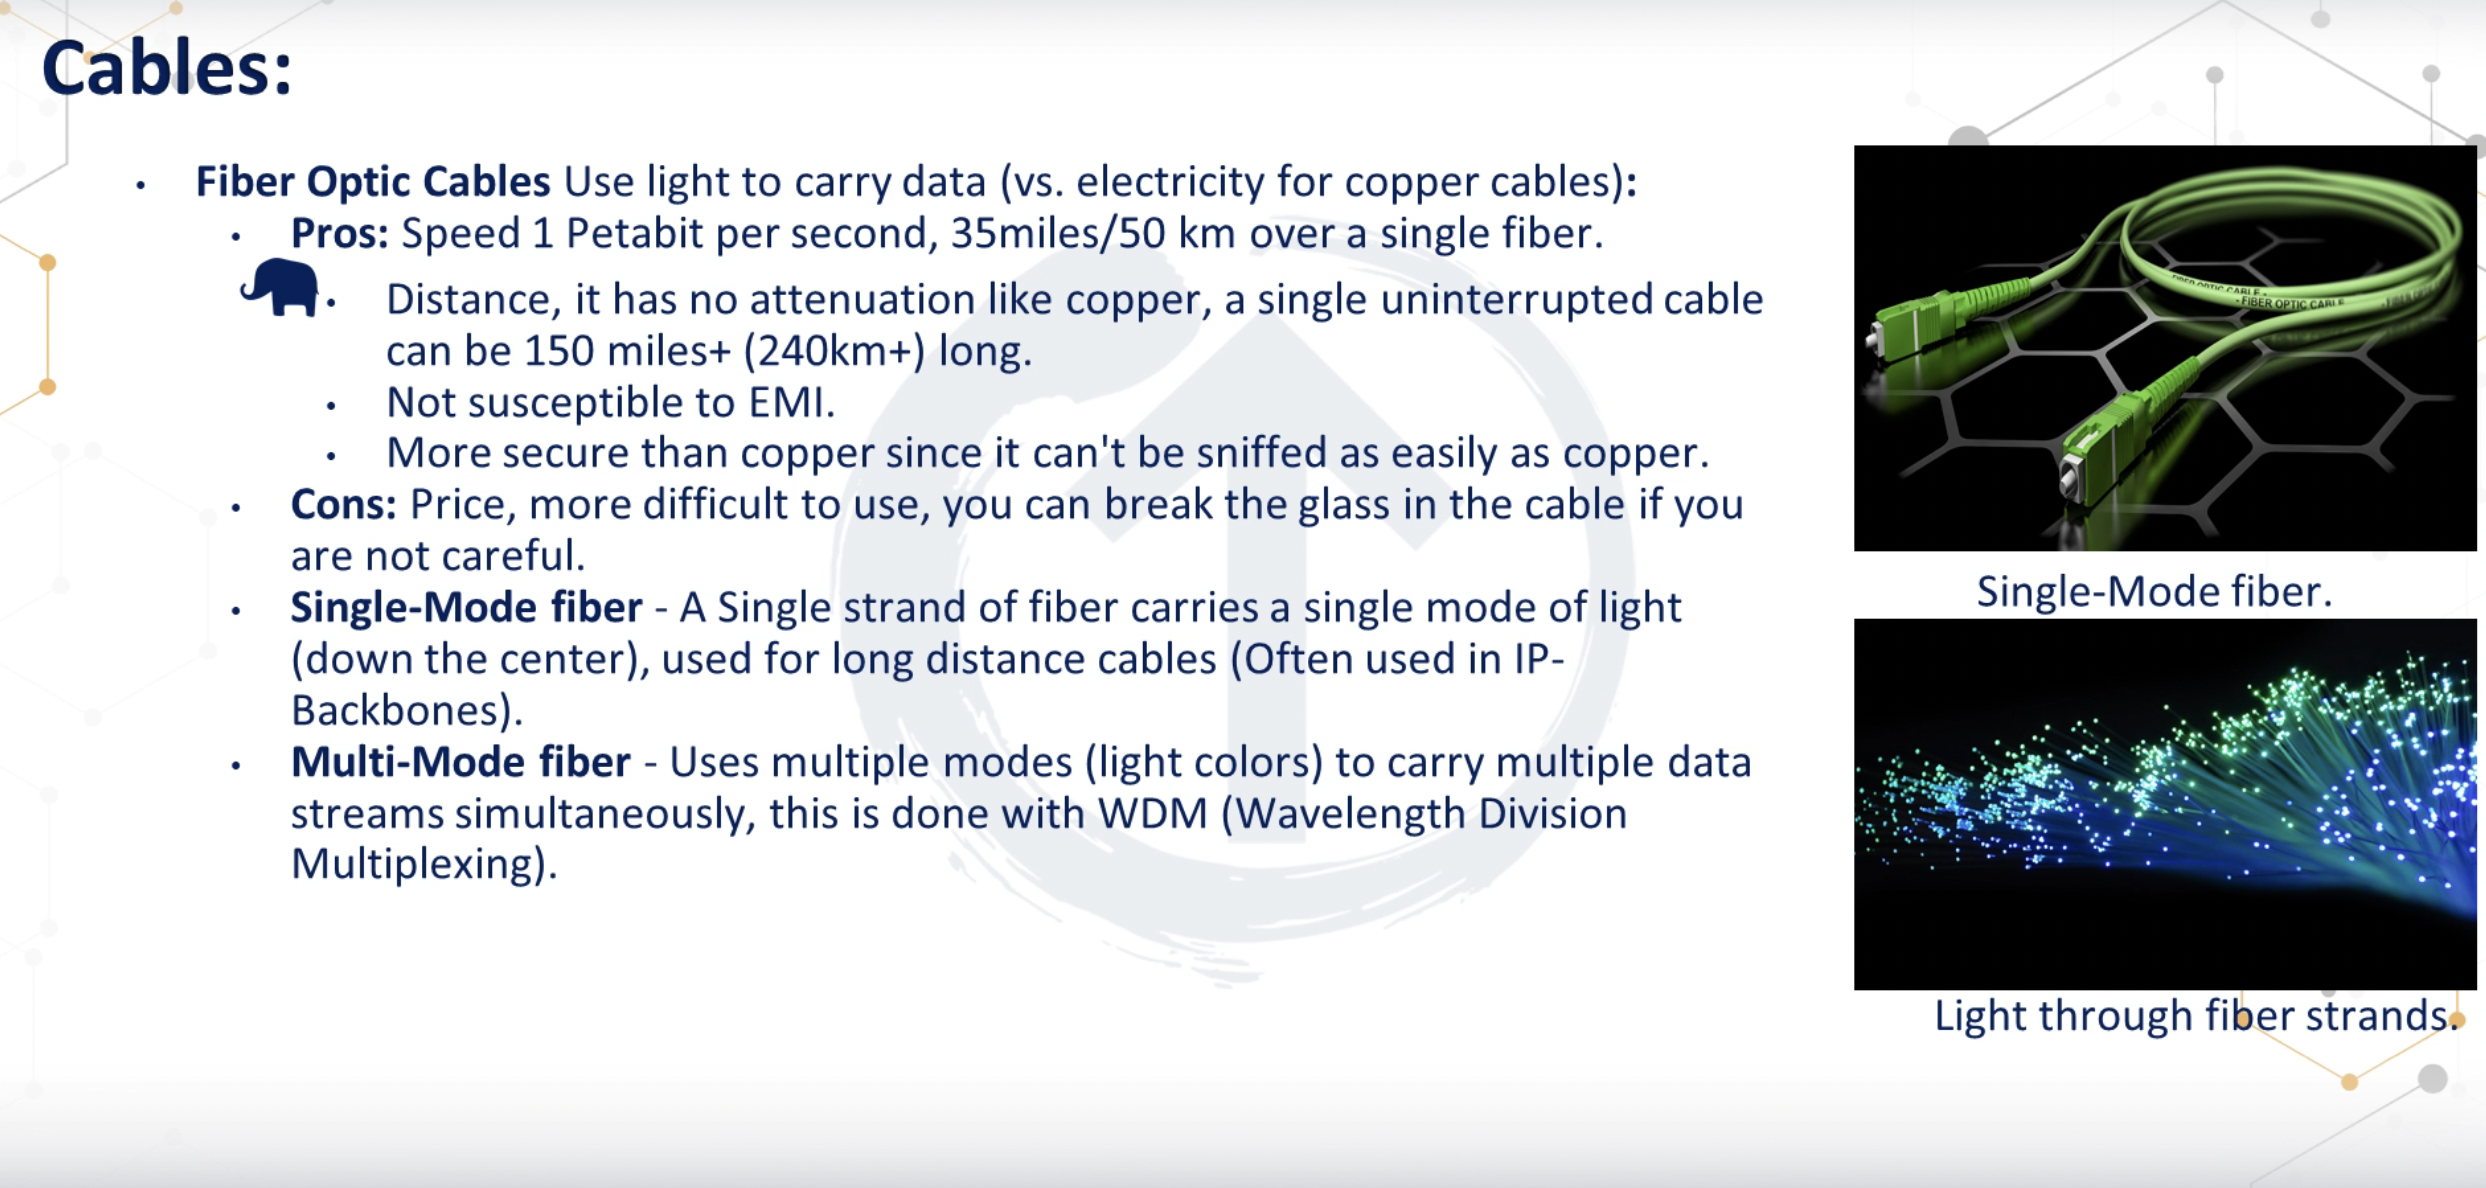 Cables:
• Fiber Optic Cables Use light to carry data (vs. electricity for copper cables):
• Pros: Speed 1 Petabit per second, 35miles/50 km over a single fiber.
• Distance, it has no attenuation like copper, a single uninterrupted cable
can be 150 miles+ (240km+) long.
• Not susceptible to EMI.
• More secure than copper since it can't be sniffed as easily as copper.
• Cons: Price, more difficult to use, you can break the glass in the cable if you
are not careful.
• Single-Mode fiber - A Single strand of fiber carries a single mode of light
(down the center), used for long distance cables (Often used in IP-
Backbones).
• Multi-Mode fiber - Uses multiple modes (light colors) to carry multiple data
streams simultaneously, this is done with WDM (Wavelength Division
Multiplexing).
FIBER OPTIC CABLE -
- FIBER OPTIC CABLE
Single-Mode fiber.
Light through fiber strands.